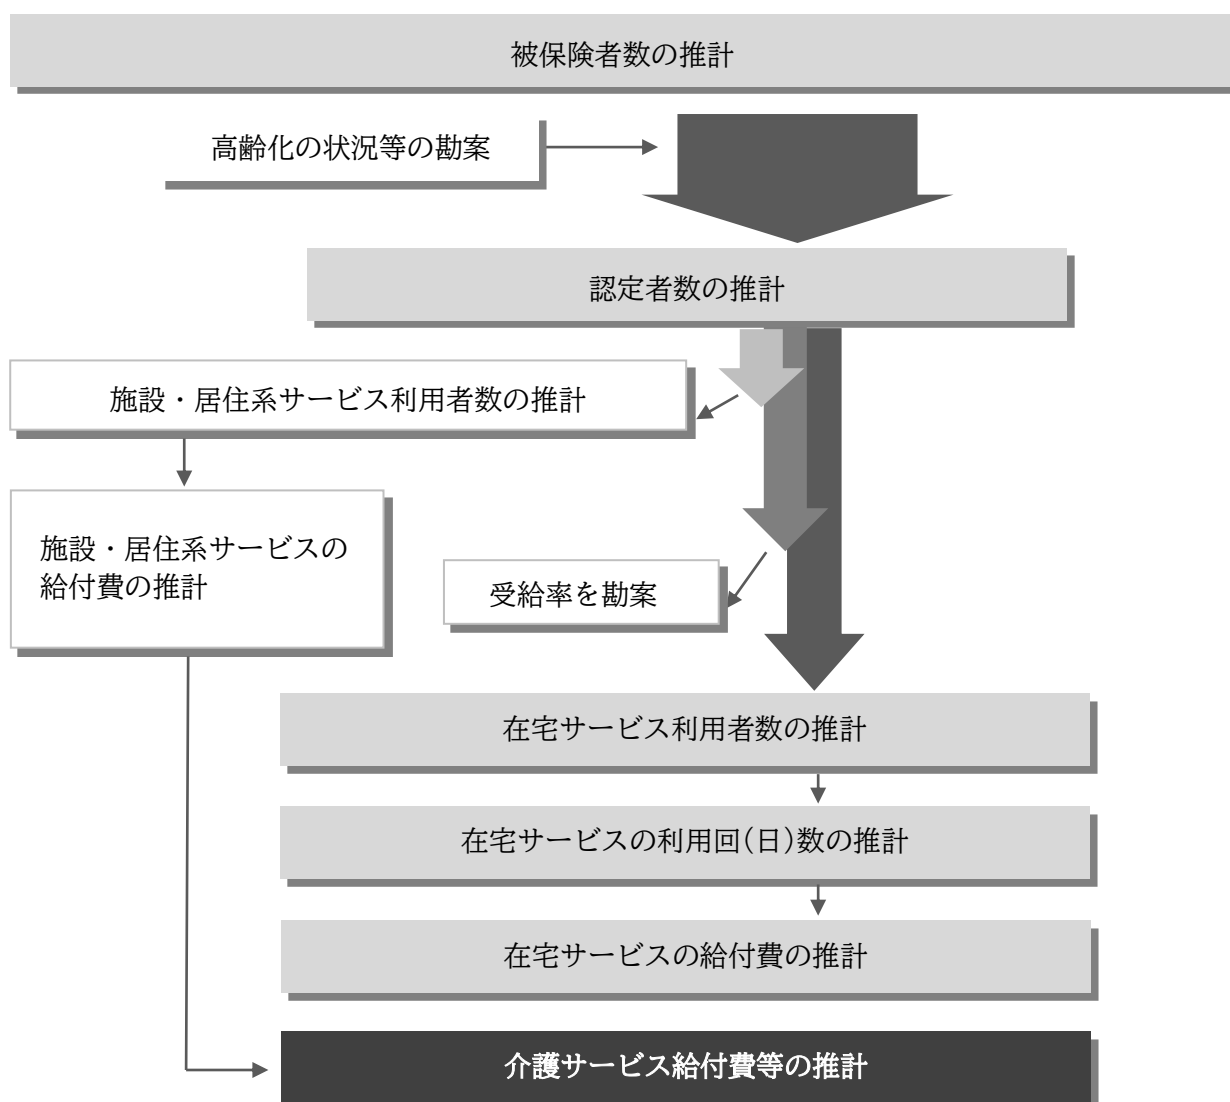 被保険者数の推計
高齢化の状況等の勘案
認定者数の推計
施設・居住系サービス利用者数の推計
施設・居住系サービスの
給付費の推計
受給率を勘案
在宅サービス利用者数の推計
在宅サービスの利用回(日)数の推計
在宅サービスの給付費の推計
介護サービス給付費等の推計